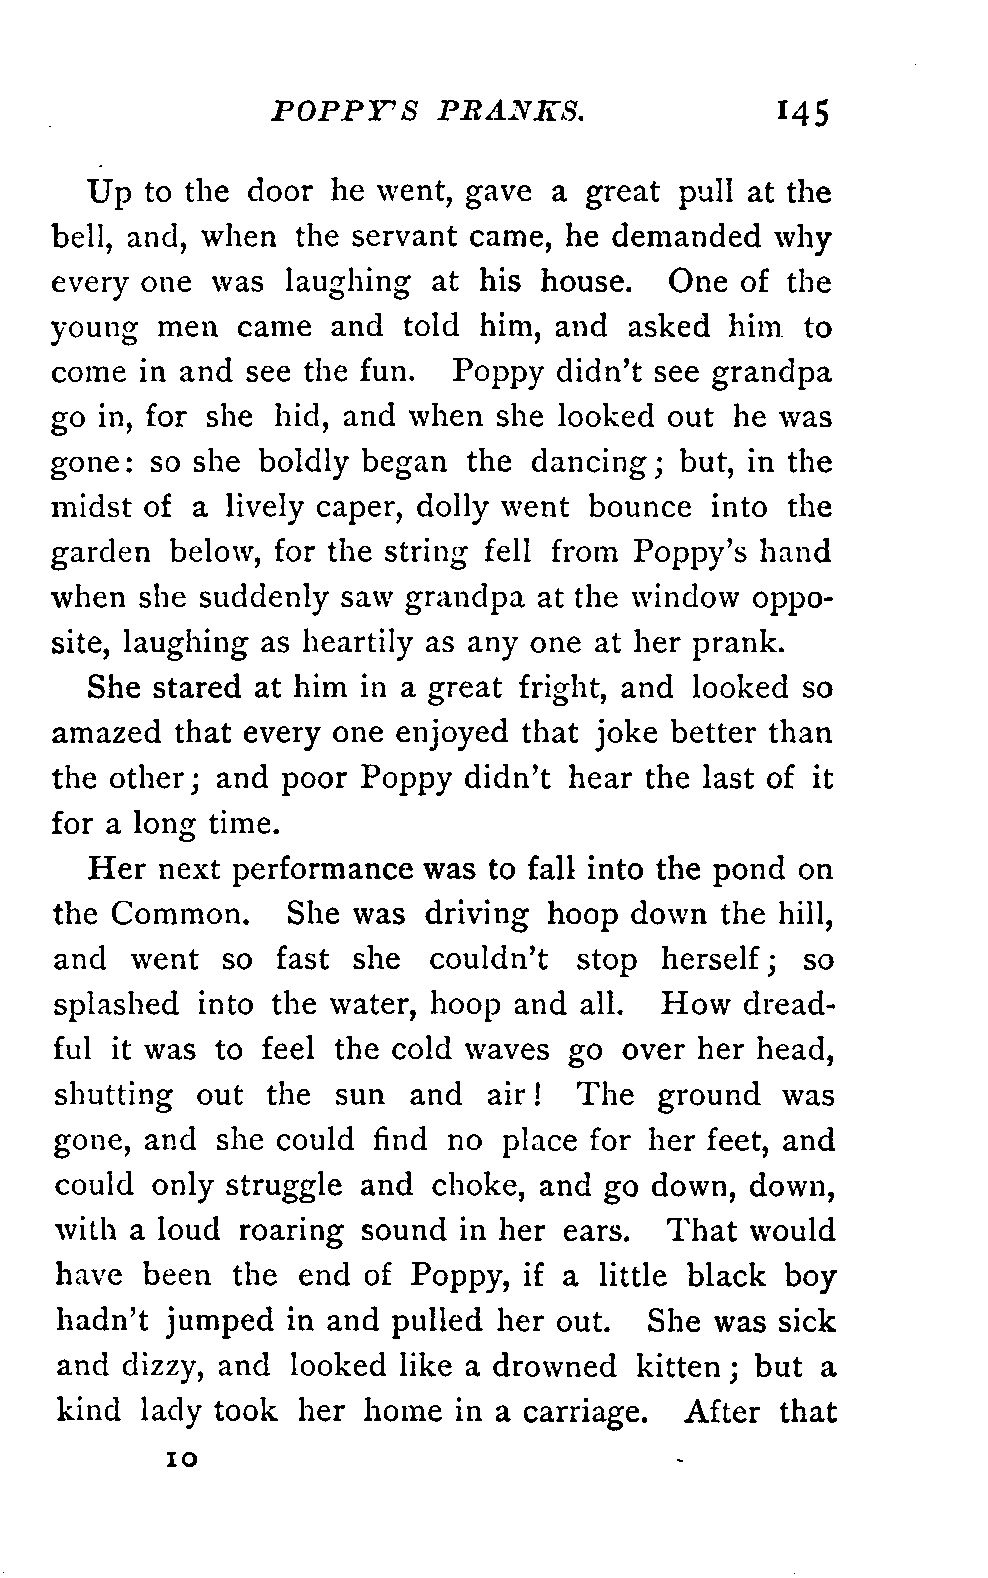 POPPY'S PRANKS. 145
Up to the door he went, gave a great pull at the
bell, and, when the servant came, he demanded why
every one was laughing at his house. One of the
young men came and told him, and asked him to
come in and see the fun. Poppy didn't see grandpa
go in, for she hid, and when she looked out he was
gone: so she boldly began the dancing; but, in the
midst of a lively caper, dolly went bounce into the
garden below, for the string fell from Poppy's hand
when she suddenly saw grandpa at the window oppo-
site, laughing as heartily as any one at her prank.
She stared at him in a great fright, and looked so
amazed that every one enjoyed that joke better than
the other; and poor Poppy didn't hear the last of it
for a long time.
Her next performance was to fall into the pond on
the Common. She was driving hoop down the hill,
and went so fast she couldn't stop herself; so
splashed into the water, hoop and all. How dread-
ful it was to feel the cold waves go over her head,
shutting out the sun and air! The ground was
gone, and she could find no place for her feet, and
could only struggle and choke, and go down, down,
with a loud roaring sound in her ears. That would
have been the end of Poppy, if a little black boy
hadn't jumped in and pulled her out. She was sick
and dizzy, and looked like a drowned kitten; but a
kind lady took her home in a carriage. After that
10